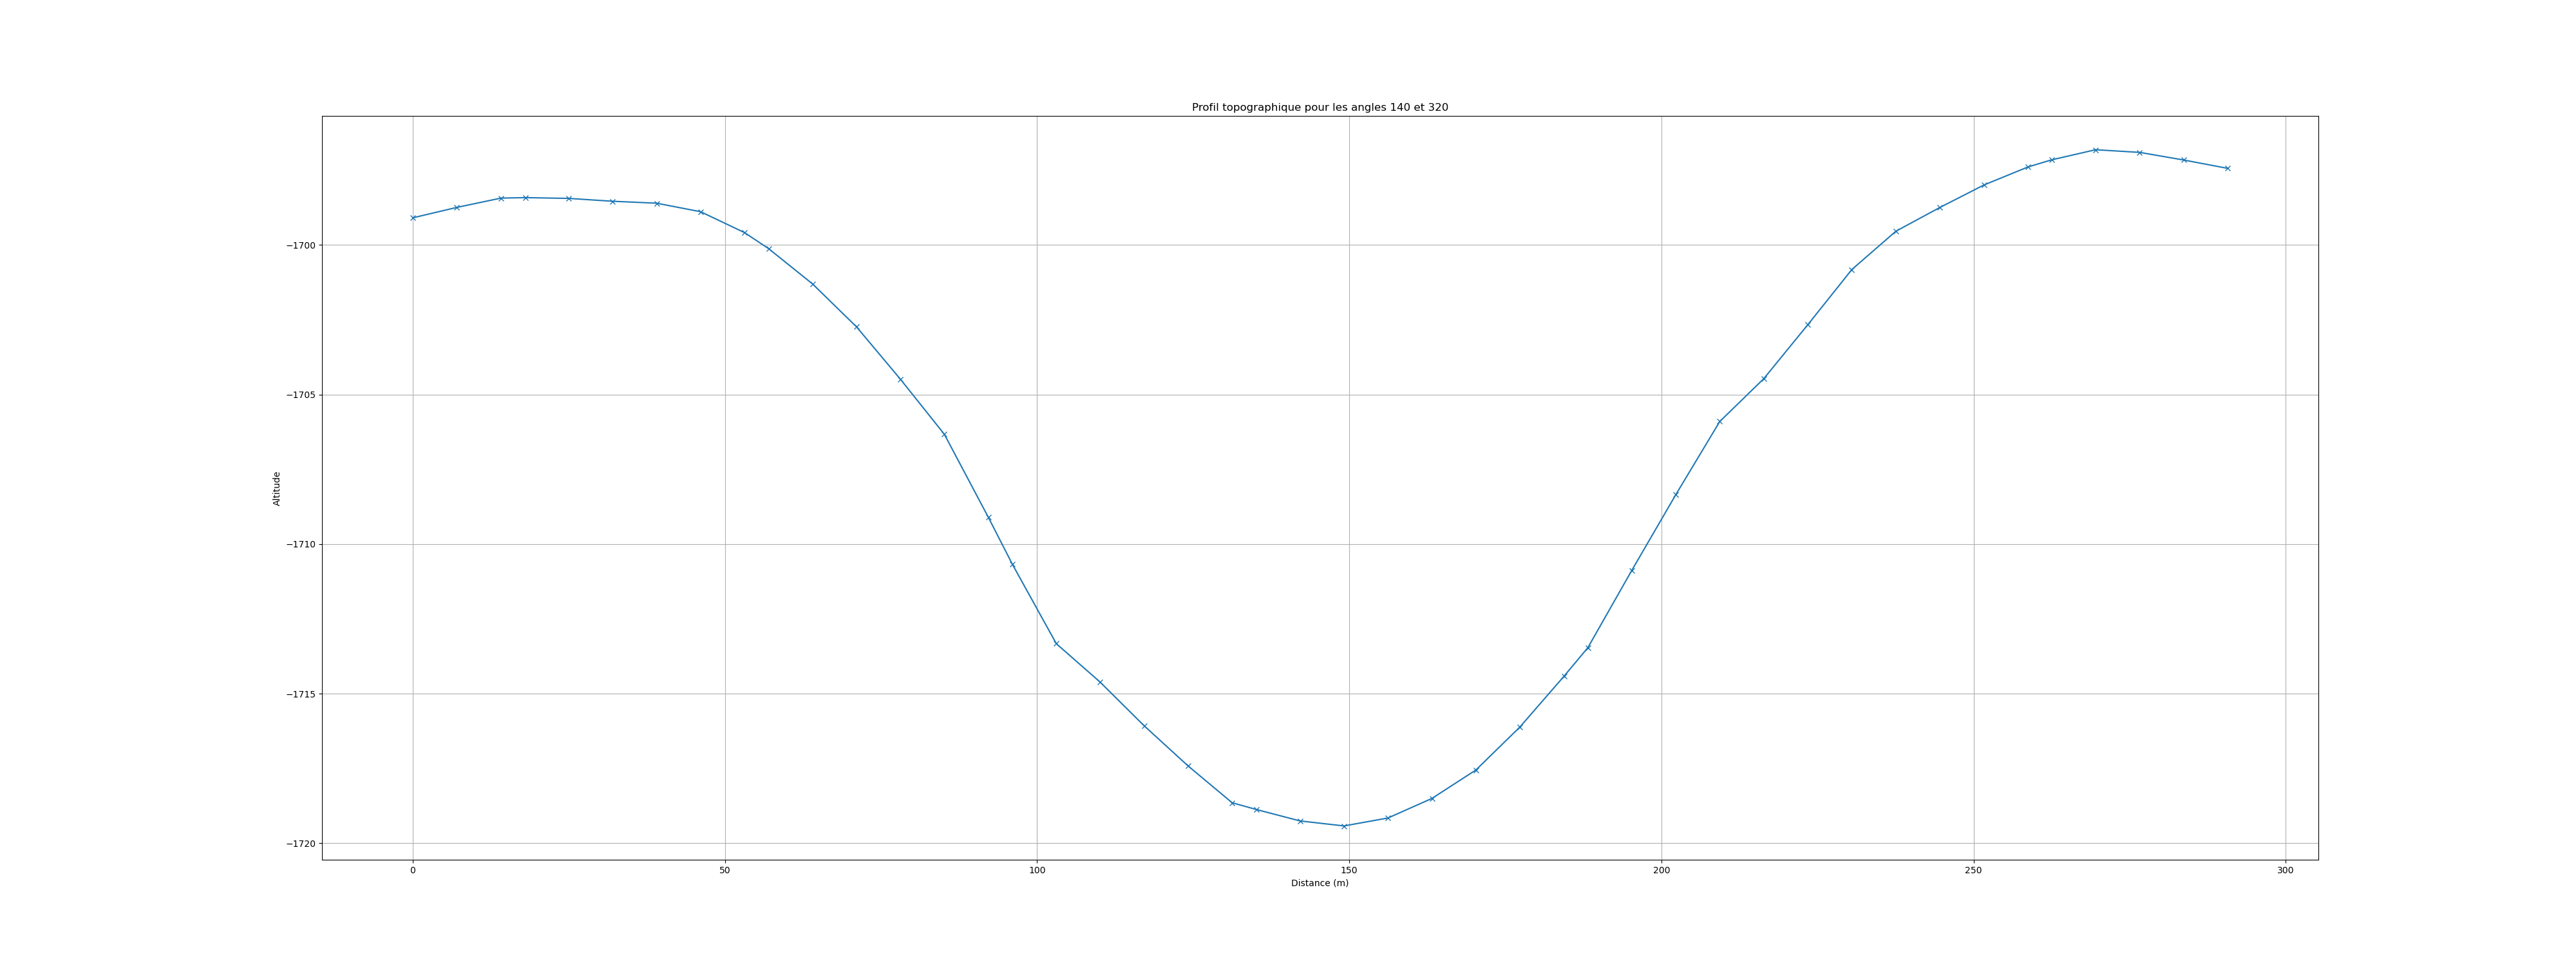 Profil topographique pour les angles 140 et 320
Altitude
−1700
−1705
−1710
−1715
−1720
0 50 100 150 200 250 300
Distance (m)